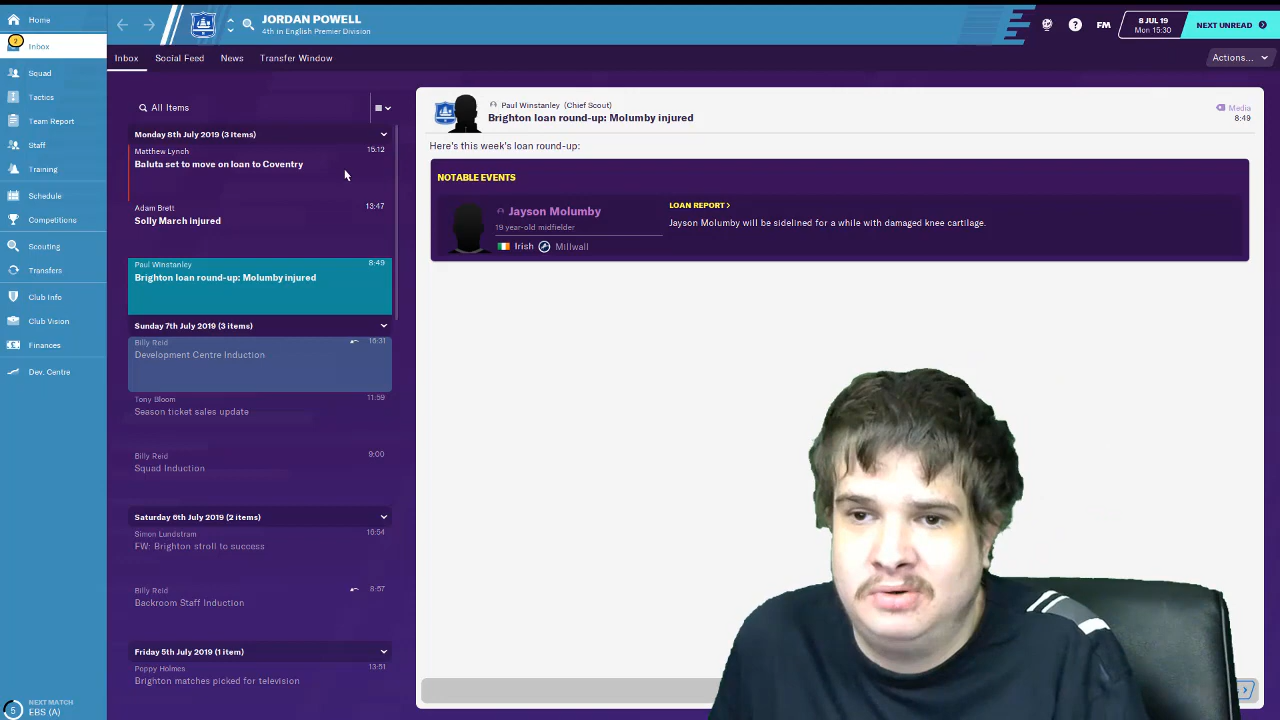 Home
2
Inbox
Squad
Tactics
Team Report
Staff
Training
Schedule
Competitions
Scouting
Transfers
Club Info
Club Vision
Finances
Dev. Centre
5
NEXT MATCH
EBS (A)
JORDAN POWELL
4th in English Premier Division
?
FM
8 JUL 19
Mon 15:30
NEXT UNREAD
Inbox
Social Feed
News
Transfer Window
Actions...
All Items
Monday 8th July 2019 (3 items)
Matthew Lynch
15:12
Baluta set to move on loan to Coventry
Adam Brett
13:47
Solly March injured
Paul Winstanley
8:49
Brighton loan round-up: Molumby injured
Sunday 7th July 2019 (3 items)
Billy Reid
16:31
Development Centre Induction
Tony Bloom
11:59
Season ticket sales update
Billy Reid
9:00
Squad Induction
Saturday 6th July 2019 (2 items)
Simon Lundstram
16:54
FW: Brighton stroll to success
Billy Reid
8:57
Backroom Staff Induction
Friday 5th July 2019 (1 item)
Poppy Holmes
13:51
Brighton matches picked for television
Paul Winstanley (Chief Scout)
Brighton loan round-up: Molumby injured
Media
8:49
Here's this week's loan round-up:
NOTABLE EVENTS
Jayson Molumby
19 year-old midfielder
Irish
Millwall
LOAN REPORT >
Jayson Molumby will be sidelined for a while with damaged knee cartilage.